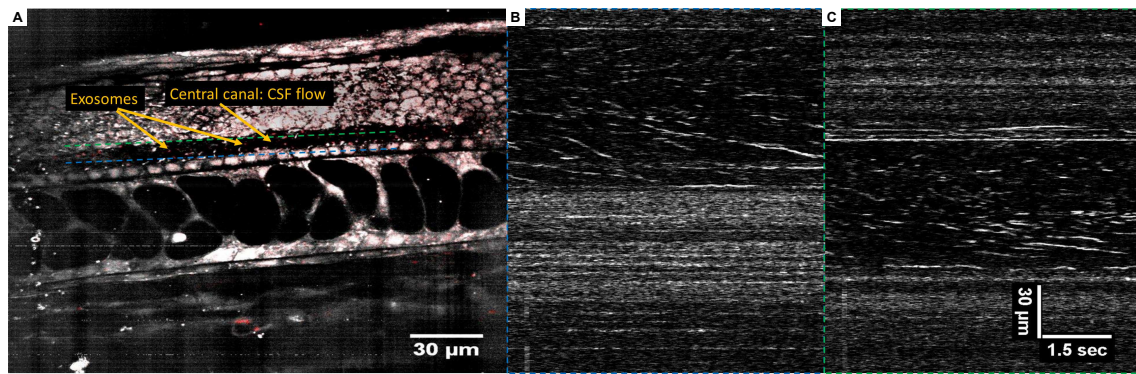 A
B
C
Exosomes
Central canal: CSF flow
30 µm
30 µm
1.5 sec